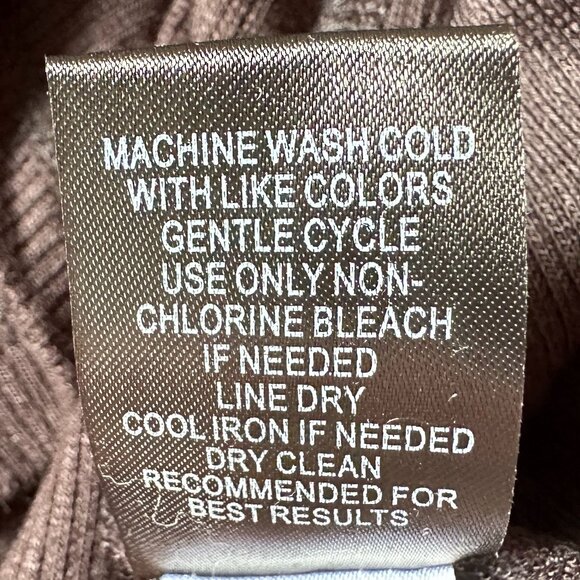 MACHINE WASH COLD
WITH LIKE COLORS
GENTLE CYCLE
USE ONLY NON-
CHLORINE BLEACH
IF NEEDED
LINE DRY
COOL IRON IF NEEDED
DRY CLEAN
RECOMMENDED FOR
BEST RESULTS